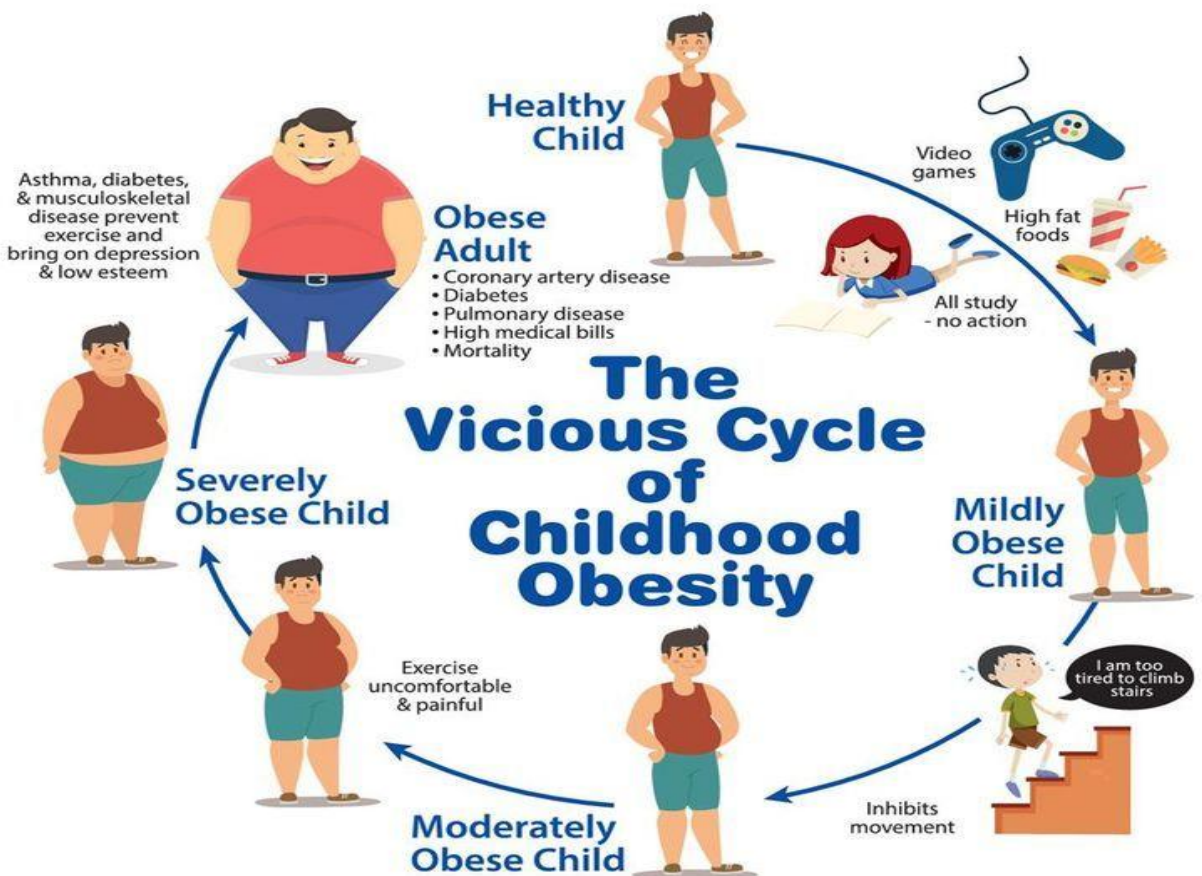 The
Vicious Cycle
of
Childhood
Obesity
Healthy
Child
Video
games
High fat
foods
All study
- no action
Mildly
Obese
Child
I am too
tired to climb
stairs
Inhibits
movement
Moderately
Obese Child
Exercise
uncomfortable
& painful
Severely
Obese Child
Asthma, diabetes,
& musculoskeletal
disease prevent
exercise and
bring on depression
& low esteem
Obese
Adult
• Coronary artery disease
• Diabetes
• Pulmonary disease
• High medical bills
• Mortality